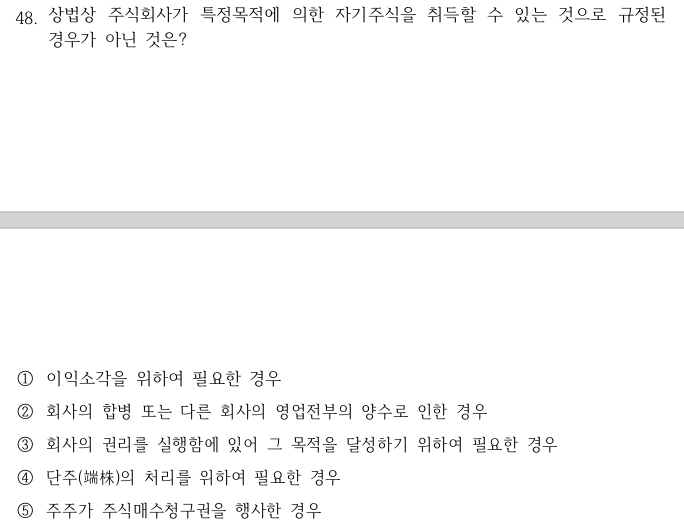 48. 상법상 주식회사가 특정목적에 의한 자기주식을 취득할 수 있는 것으로 규정된
경우가 아닌 것은?
① 이익소각을 위하여 필요한 경우
② 회사의 합병 또는 다른 회사의 영업전부의 양수로 인한 경우
③ 회사의 권리를 실행함에 있어 그 목적을 달성하기 위하여 필요한 경우
④ 단주(端株)의 처리를 위하여 필요한 경우
⑤ 주주가 주식매수청구권을 행사한 경우